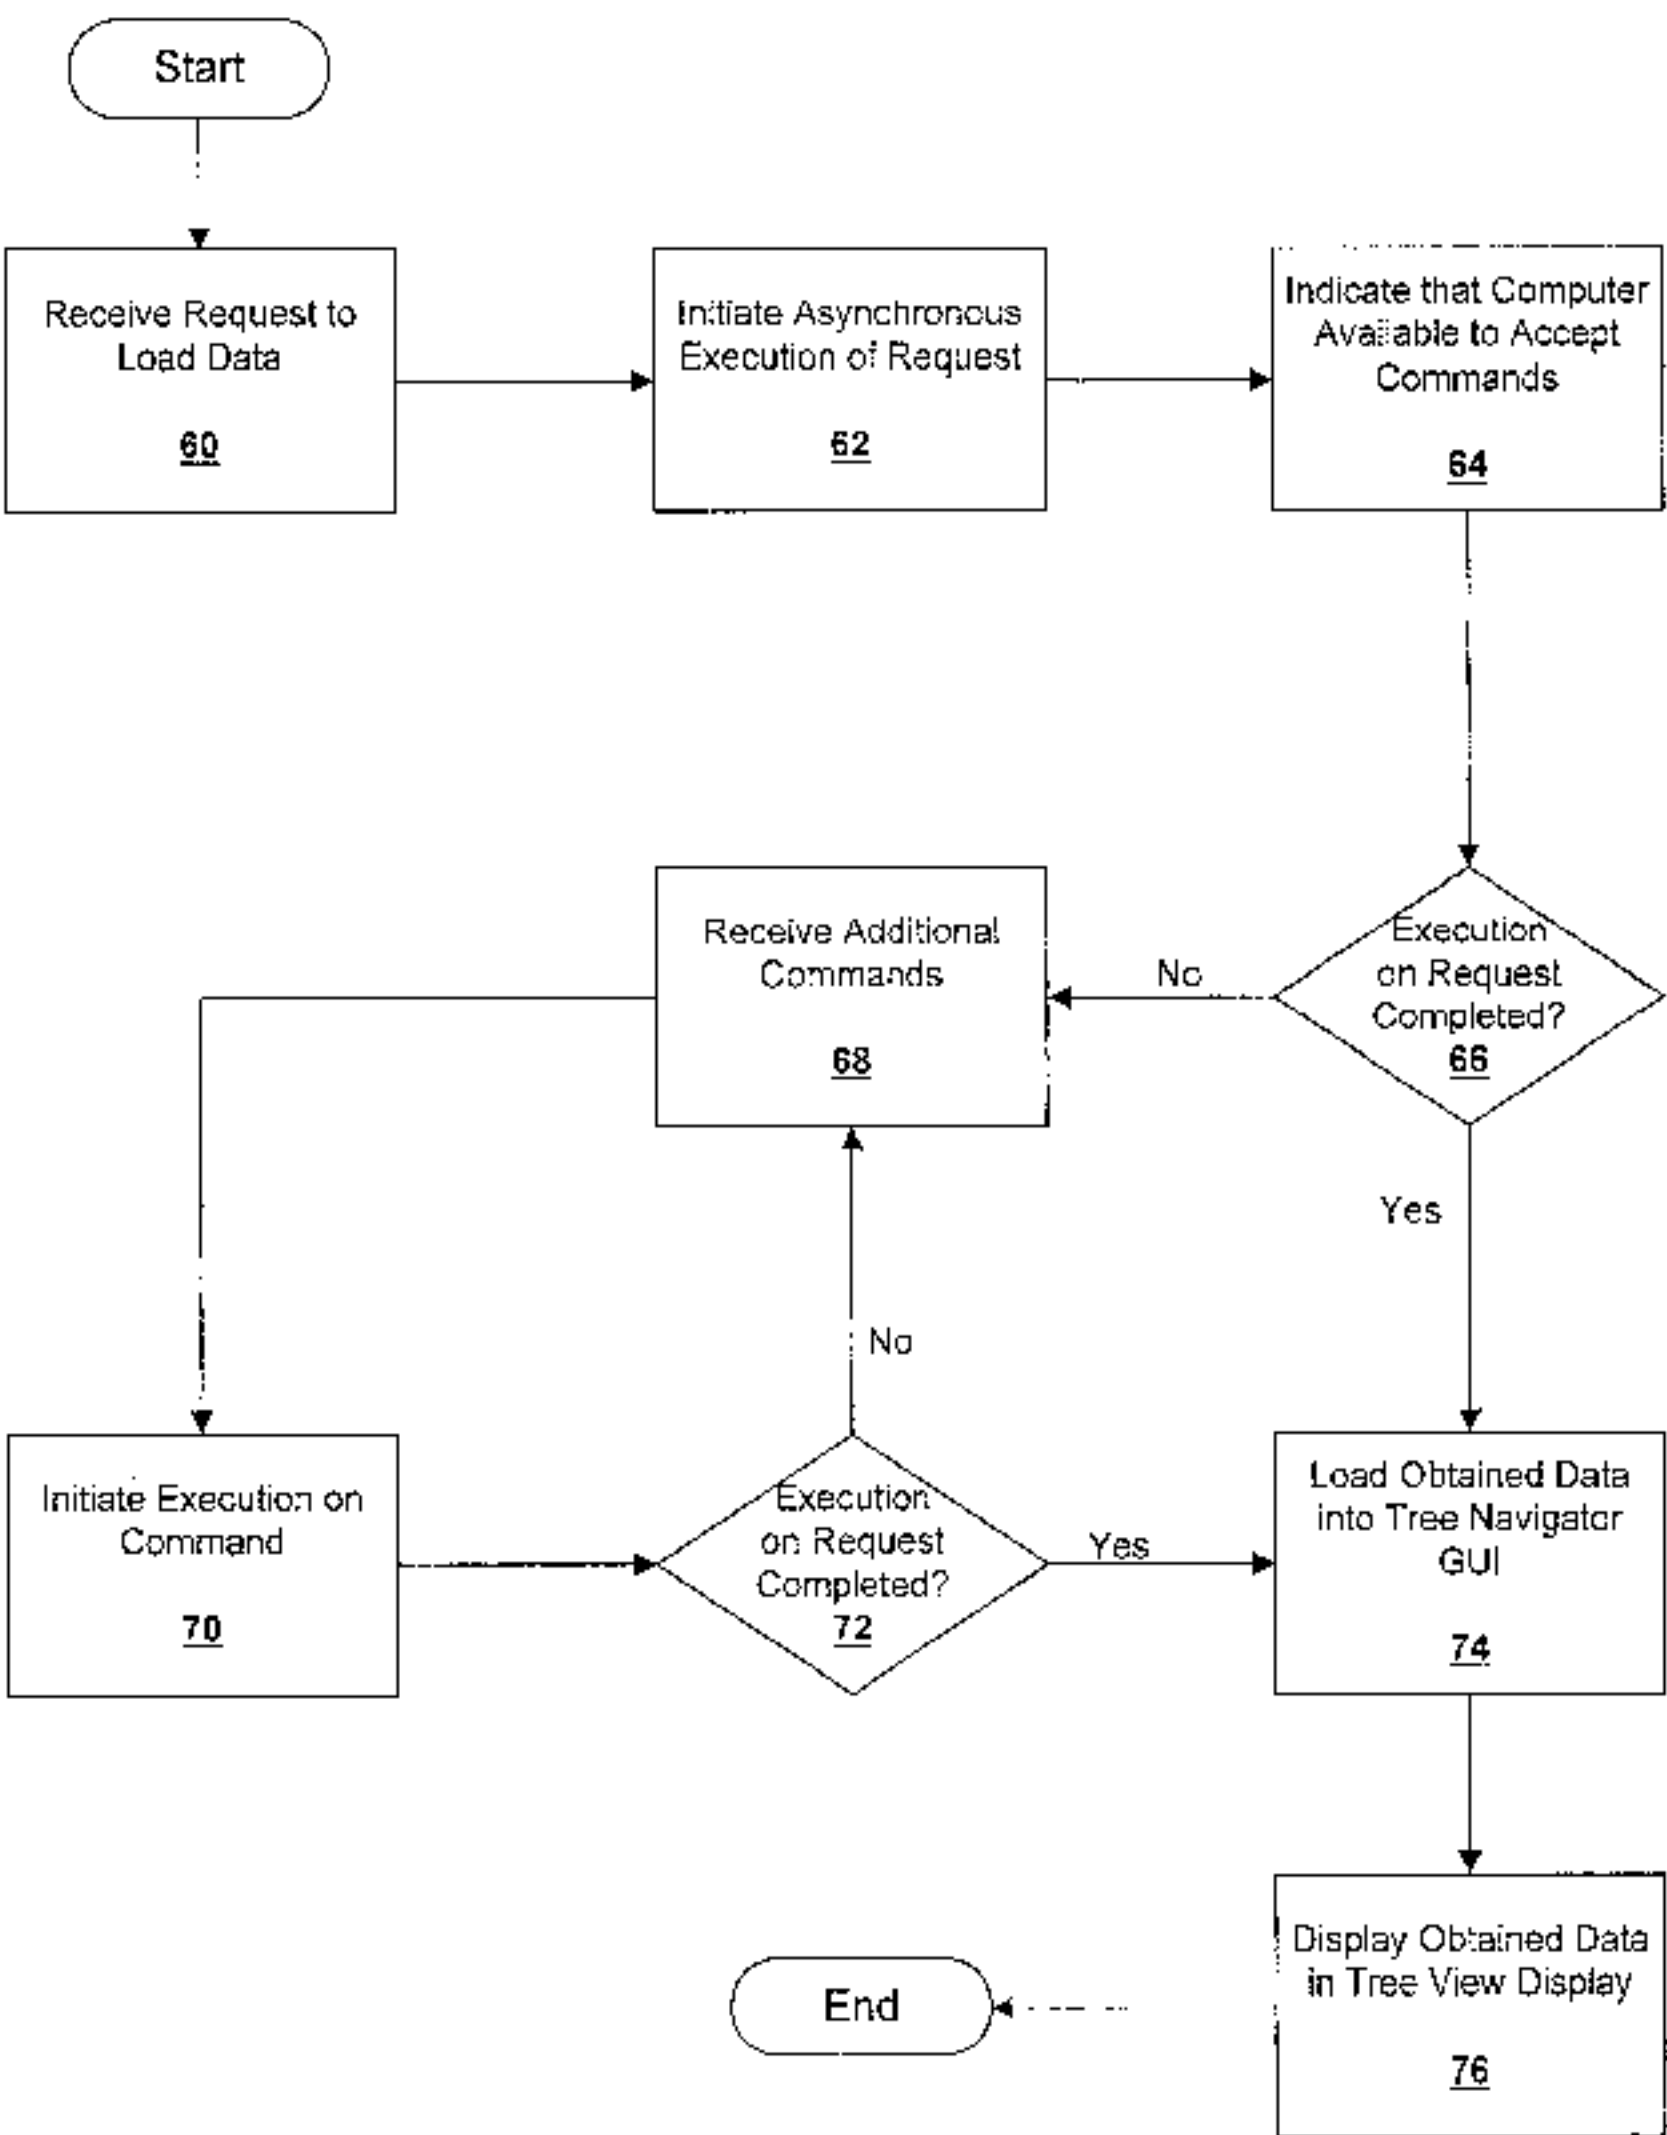 Start
Receive Request to
Load Data
60
Initiate Asynchronous
Execution of Request
62
Indicate that Computer
Available to Accept
Commands
64
Execution
on Request
Completed?
66
No
Yes
Receive Additional
Commands
68
No
Initiate Execution on
Command
70
Execution
on Request
Completed?
72
Yes
Load Obtained Data
into Tree Navigator
GUI
74
Display Obtained Data
in Tree View Display
76
End